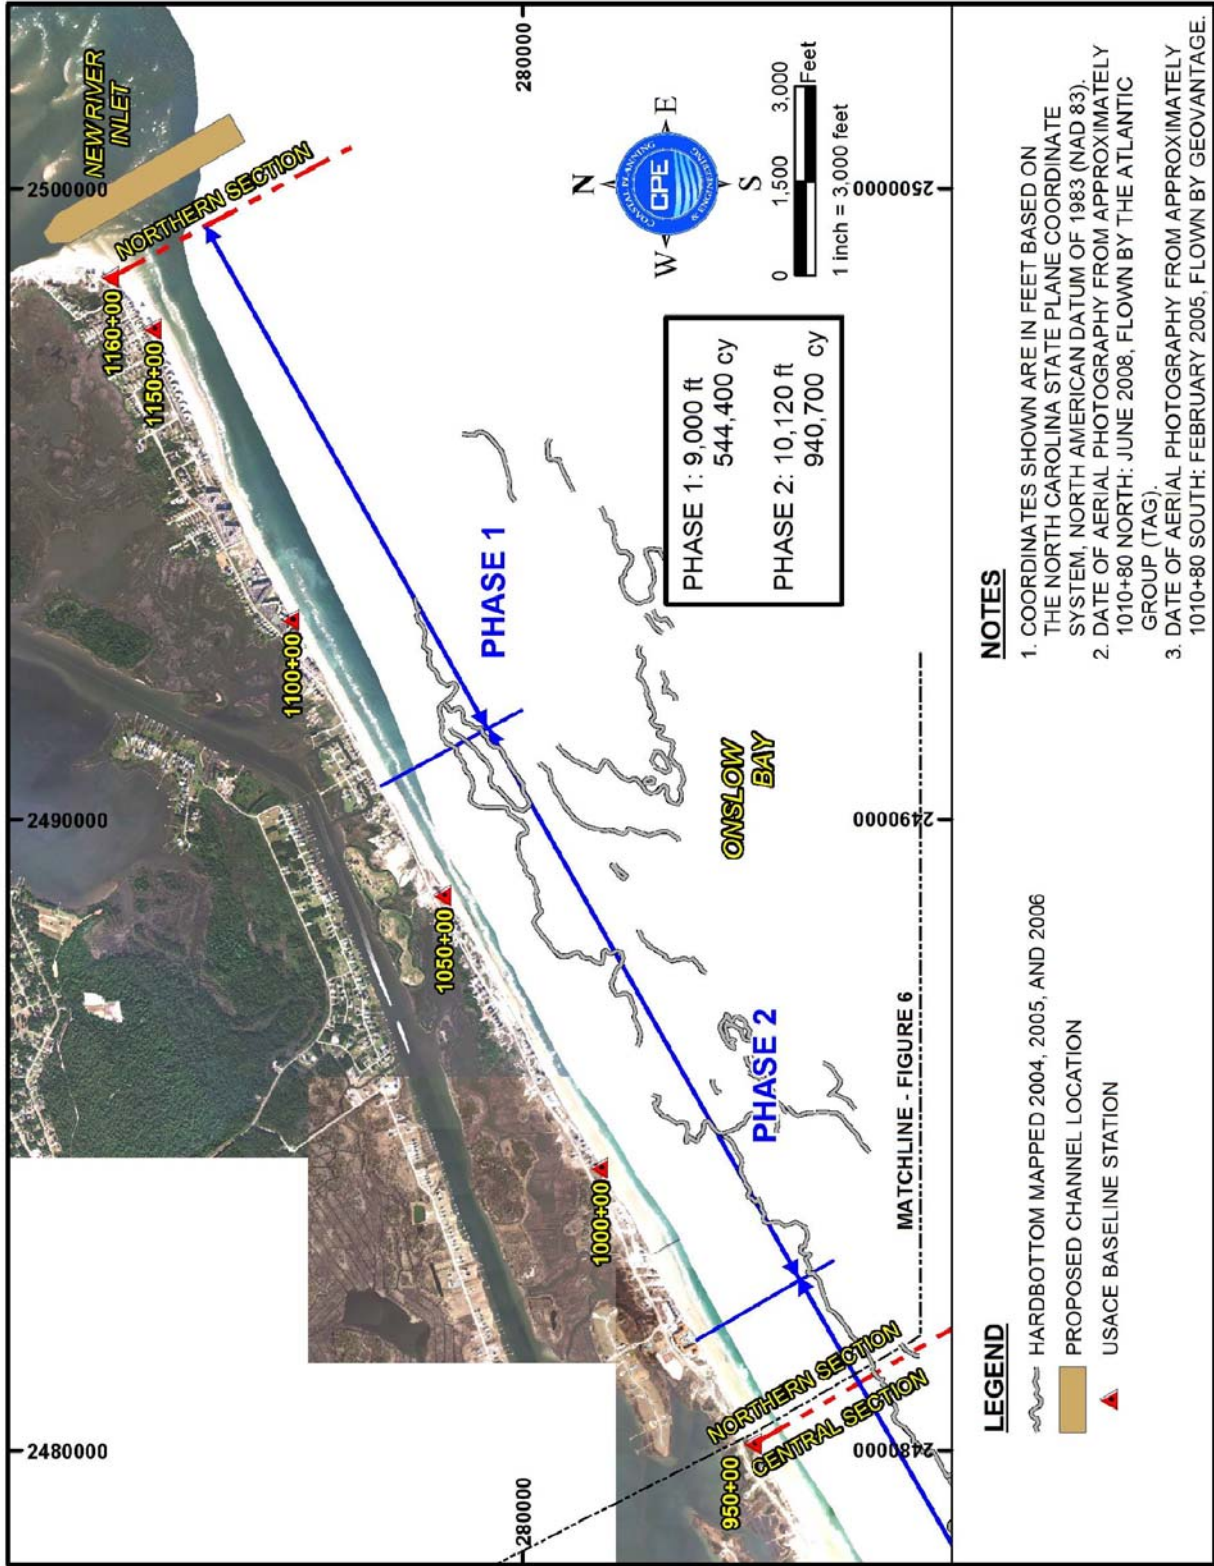 2480000
2490000
2500000
NEW RIVER
INLET
1160+00
NORTHERN SECTION
1150+00
1100+00
1050+00
1000+00
950+00
280000
280000
PHASE 1
PHASE 2
ONSLOW
BAY
NORTHERN SECTION
CENTRAL SECTION
MATCHLINE - FIGURE 6
PHASE 1: 9,000 ft
544,400 cy
PHASE 2: 10,120 ft
940,700 cy
N
W
E
S
COASTAL PLANNING
& ENGINEERING
CPE
0 1,500 3,000
Feet
1 inch = 3,000 feet
2480000
2490000
2500000
LEGEND
HARDBOTTOM MAPPED 2004, 2005, AND 2006
PROPOSED CHANNEL LOCATION
USACE BASELINE STATION
NOTES
1. COORDINATES SHOWN ARE IN FEET BASED ON
THE NORTH CAROLINA STATE PLANE COORDINATE
SYSTEM, NORTH AMERICAN DATUM OF 1983 (NAD 83).
2. DATE OF AERIAL PHOTOGRAPHY FROM APPROXIMATELY
1010+80 NORTH: JUNE 2008, FLOWN BY THE ATLANTIC
GROUP (TAG).
3. DATE OF AERIAL PHOTOGRAPHY FROM APPROXIMATELY
1010+80 SOUTH: FEBRUARY 2005, FLOWN BY GEOVANTAGE.